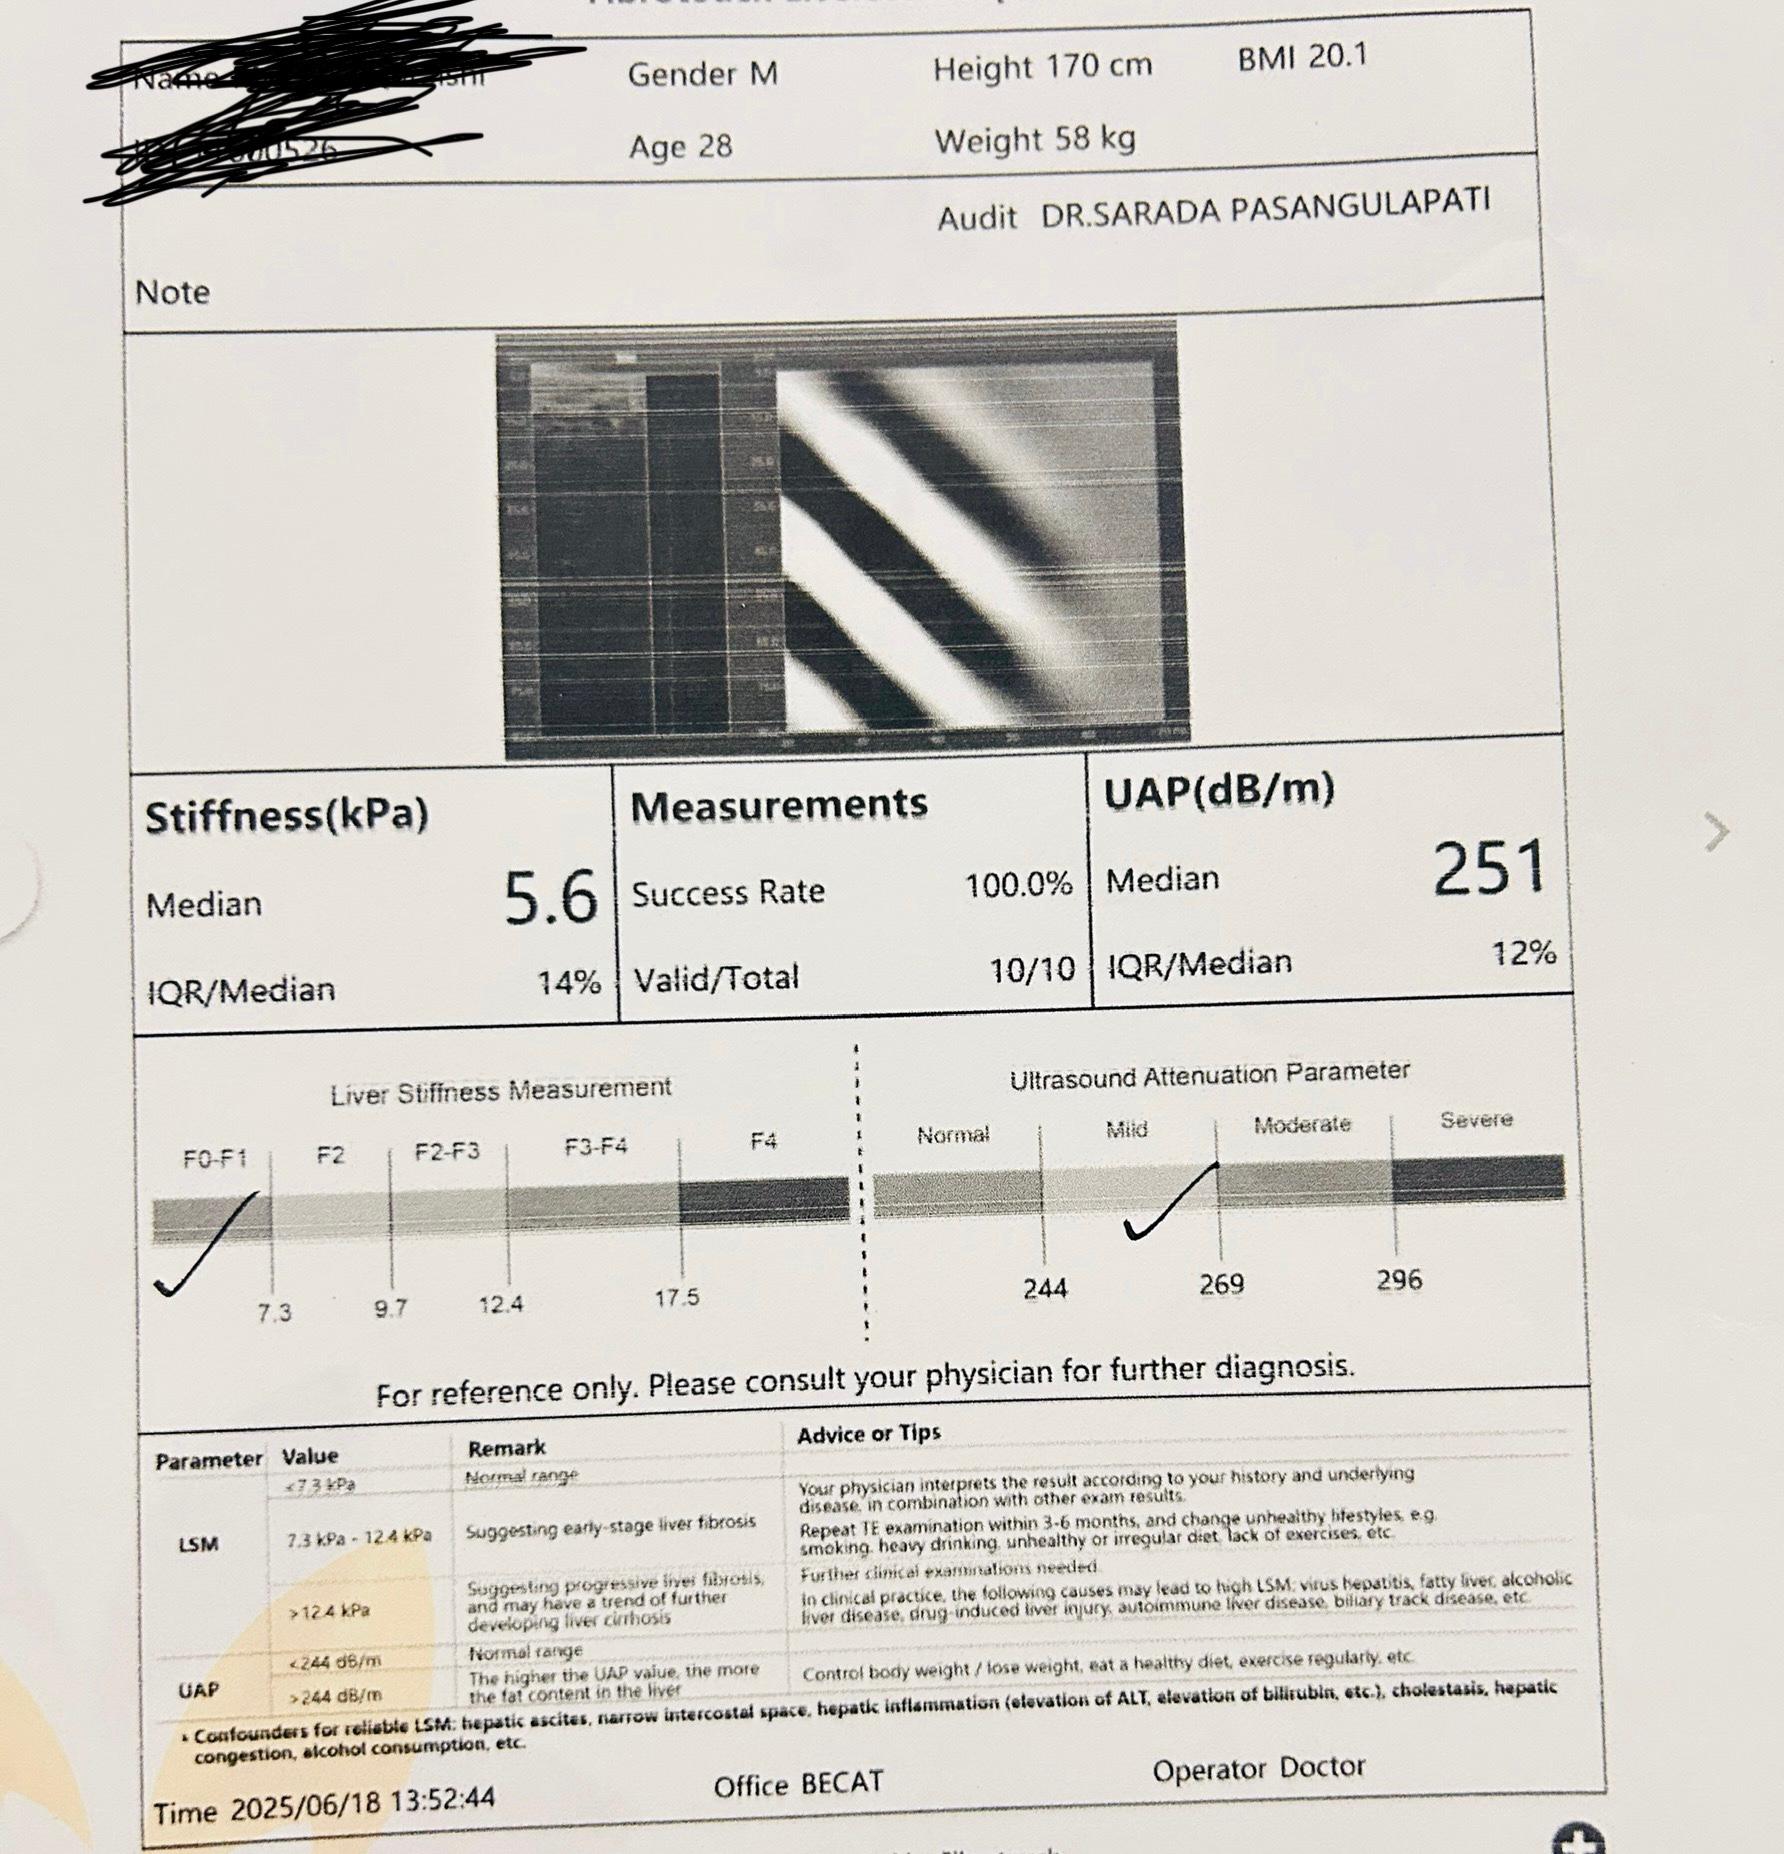 Gender M
Height 170 cm
BMI 20.1
Age 28
Weight 58 kg
Audit DR.SARADA PASANGULAPATI
Note
Stiffness(kPa)
Median 5.6
IQR/Median 14%
Measurements
Success Rate 100.0%
Valid/Total 10/10
UAP(dB/m)
Median 251
IQR/Median 12%
Liver Stiffness Measurement
F0-F1 F2 F2-F3 F3-F4 F4
7.3 9.7 12.4 17.5
Ultrasound Attenuation Parameter
Normal Mild Moderate Severe
244 269 296
For reference only. Please consult your physician for further diagnosis.
Parameter Value Remark Advice or Tips
LSM
<7.3 kPa
Normal range
Your physician interprets the result according to your history and underlying
disease, in combination with other exam results.
7.3 kPa - 12.4 kPa
Suggesting early-stage liver fibrosis
Repeat TE examination within 3-6 months, and change unhealthy lifestyles, e.g.
smoking, heavy drinking, unhealthy or irregular diet, lack of exercises, etc.
>12.4 kPa
Suggesting progressive liver fibrosis,
and may have a trend of further
developing liver cirrhosis
Further clinical examinations needed.
In clinical practice, the following causes may lead to high LSM: virus hepatitis, fatty liver, alcoholic
liver disease, drug-induced liver injury, autoimmune liver disease, biliary track disease, etc.
UAP
<244 dB/m
Normal range
>244 dB/m
The higher the UAP value, the more
the fat content in the liver
Control body weight / lose weight, eat a healthy diet, exercise regularly, etc.
* Confounders for reliable LSM: hepatic ascites, narrow intercostal space, hepatic inflammation (elevation of ALT, elevation of bilirubin, etc.), cholestasis, hepatic
congestion, alcohol consumption, etc.
Time 2025/06/18 13:52:44
Office BECAT
Operator Doctor